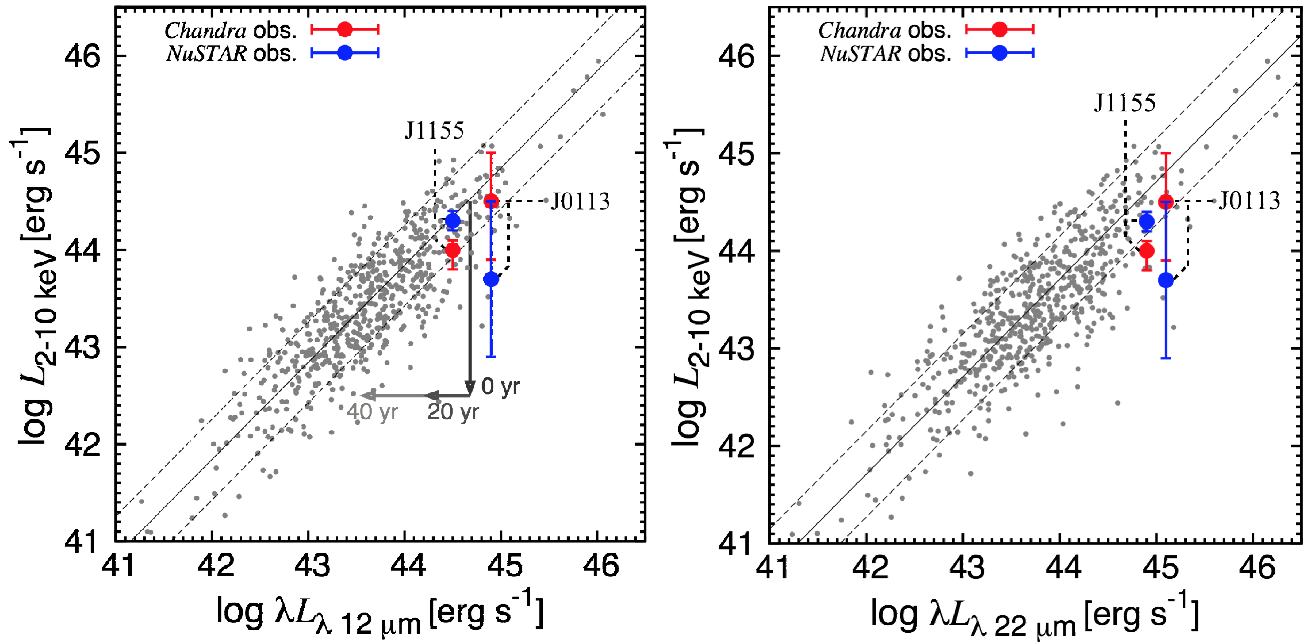 Chandra obs.
NuSTAR obs.
46
45
44
43
42
41
log L2-10 keV [erg s-1]
J1155
J0113
0 yr
20 yr
40 yr
41 42 43 44 45 46
log λLλ 12 μm [erg s-1]
Chandra obs.
NuSTAR obs.
46
45
44
43
42
41
log L2-10 keV [erg s-1]
J1155
J0113
41 42 43 44 45 46
log λLλ 22 μm [erg s-1]